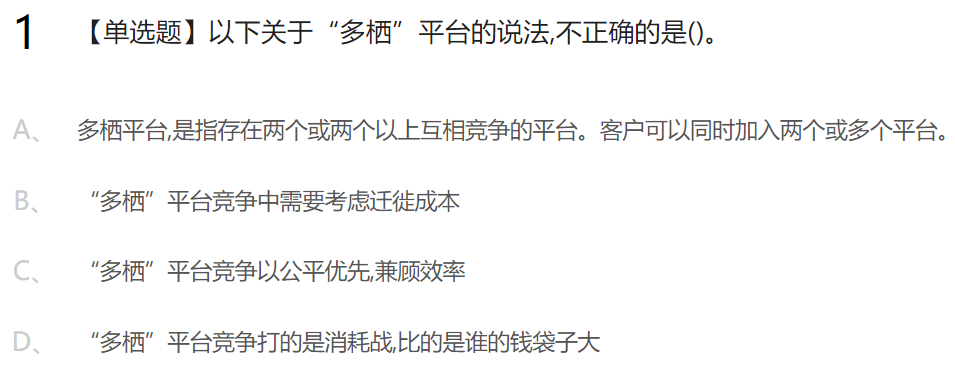 1 【单选题】以下关于“多栖”平台的说法,不正确的是()。
A、 多栖平台,是指存在两个或两个以上互相竞争的平台。客户可以同时加入两个或多个平台。
B、 “多栖”平台竞争中需要考虑迁徙成本
C、 “多栖”平台竞争以公平优先,兼顾效率
D、 “多栖”平台竞争打的是消耗战,比的是谁的钱袋子大